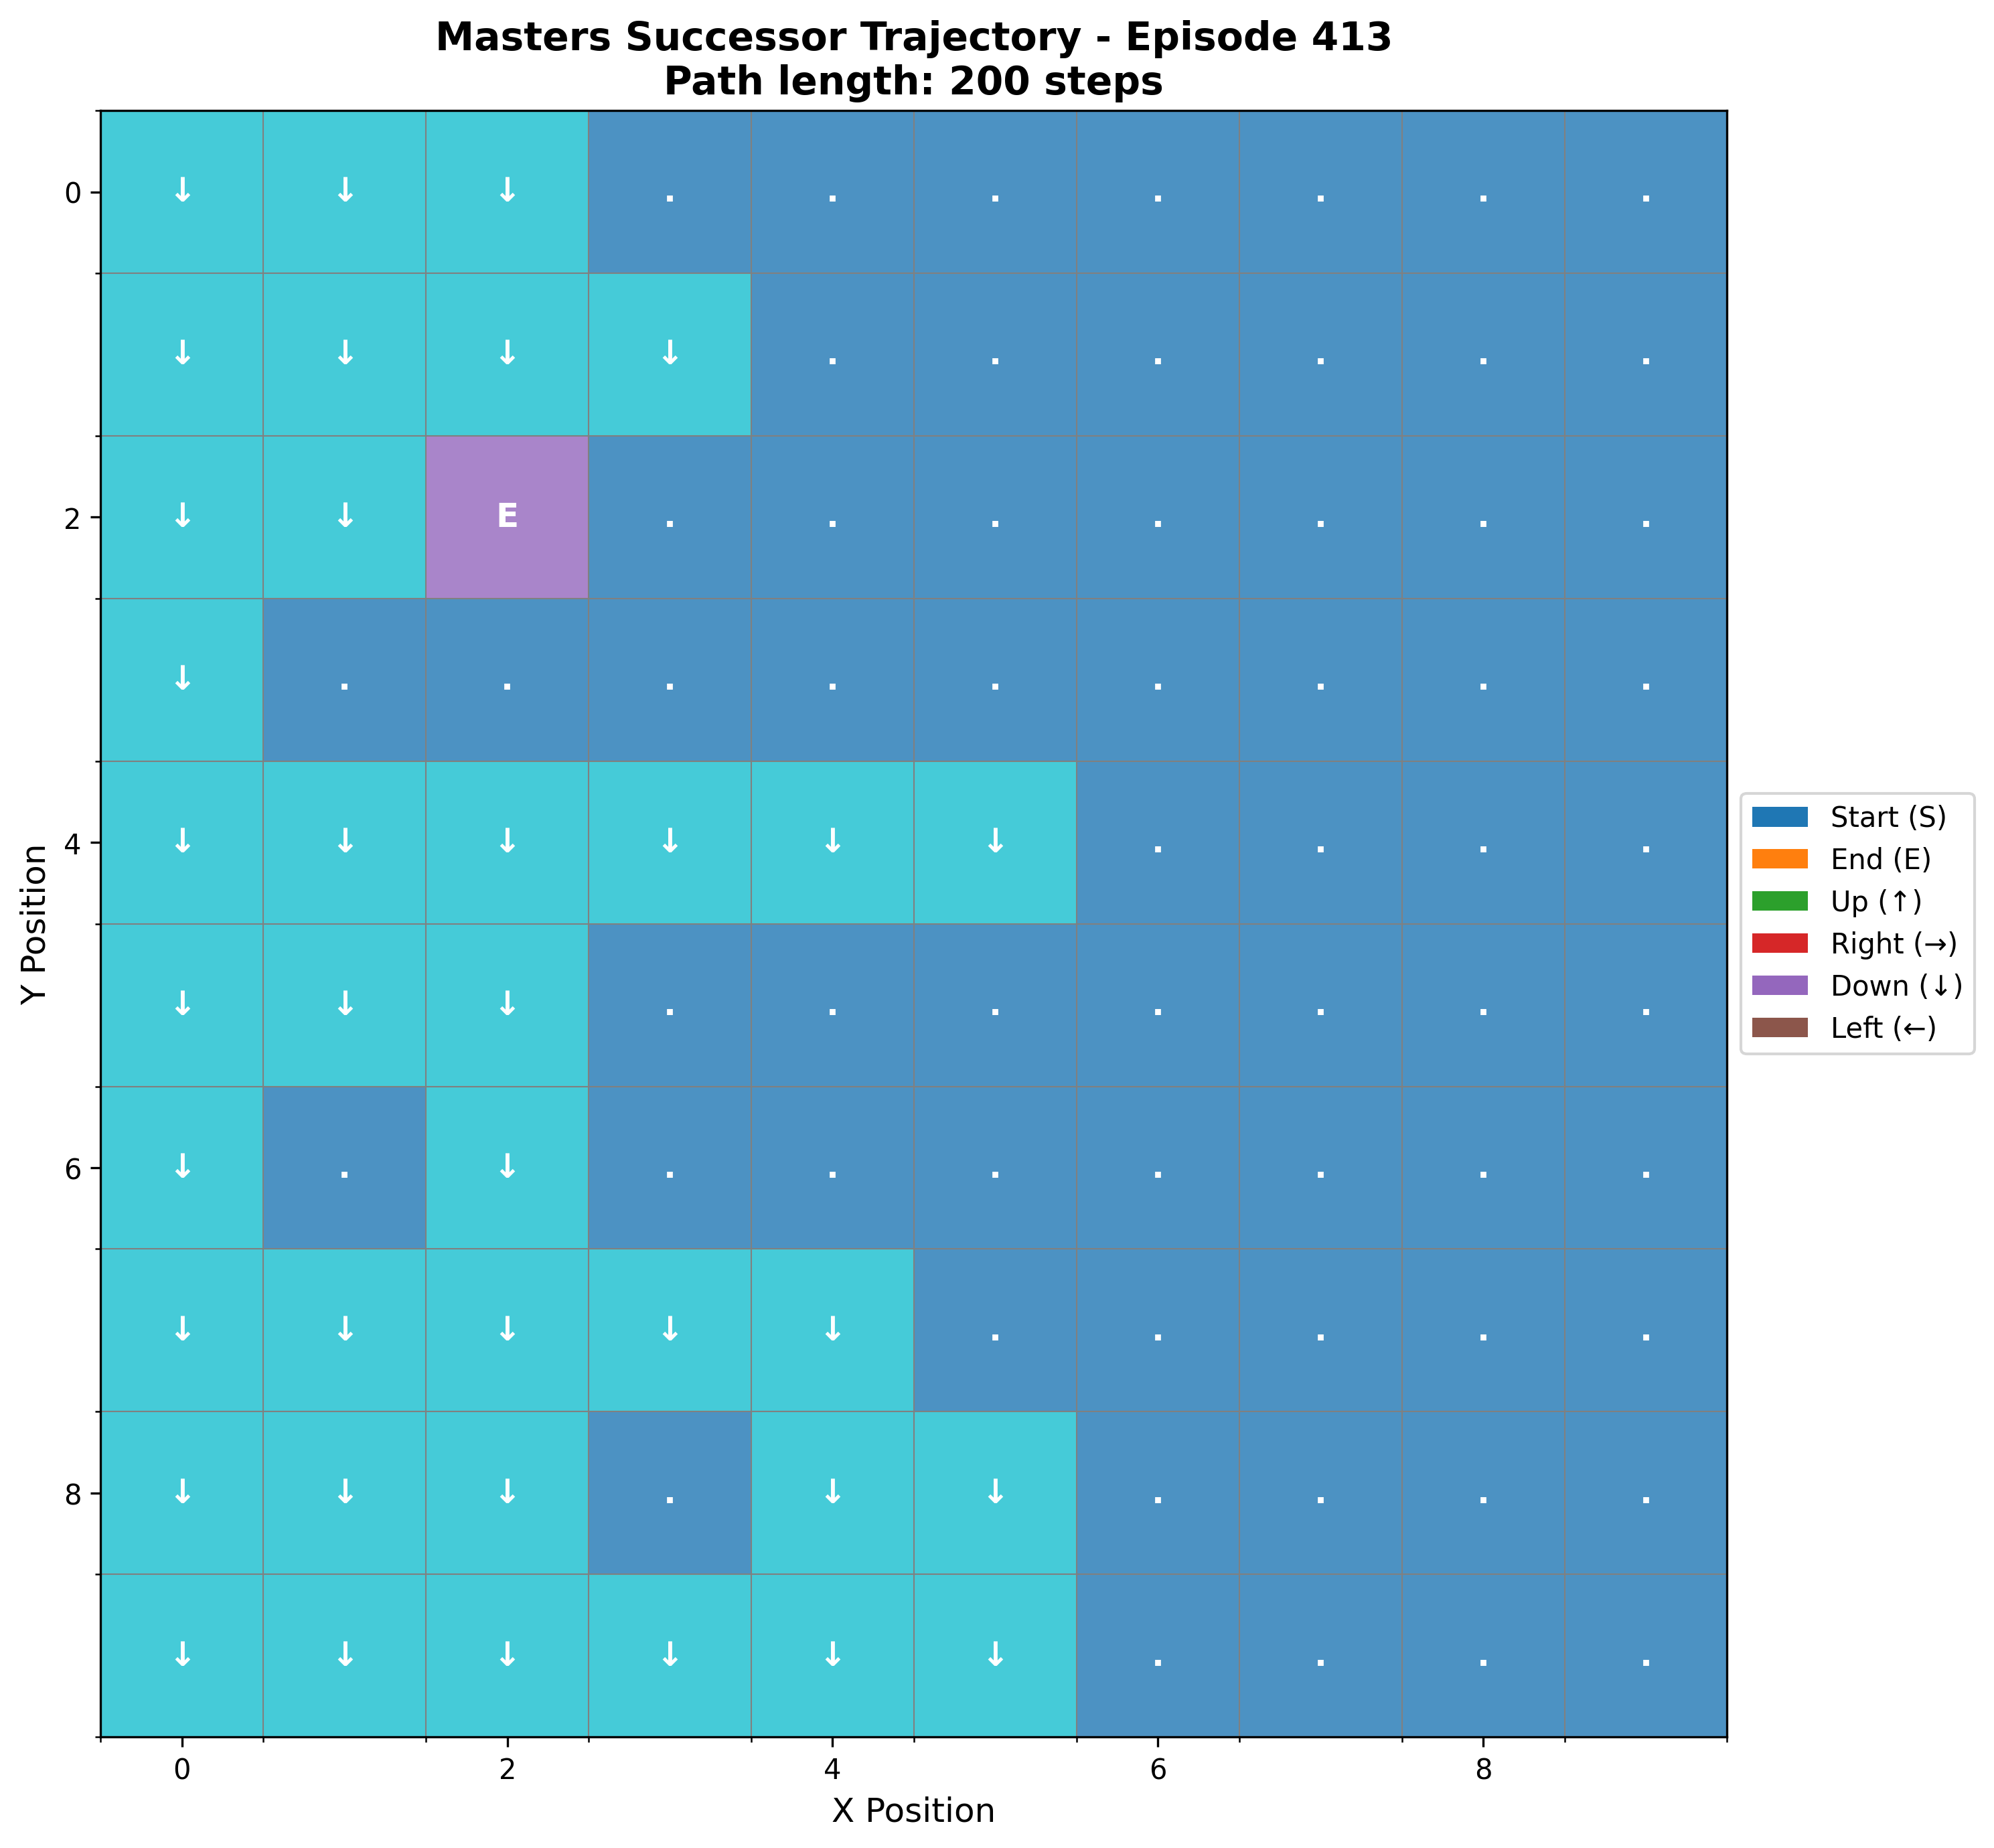 Masters Successor Trajectory - Episode 413
Path length: 200 steps
0 ↓ ↓ ↓ . . . . . . .
↓ ↓ ↓ ↓ . . . . . .
2 ↓ ↓ E . . . . . . .
↓ . . . . . . . . .
4 ↓ ↓ ↓ ↓ ↓ ↓ . . . .
↓ ↓ ↓ . . . . . . .
6 ↓ . ↓ . . . . . . .
↓ ↓ ↓ ↓ ↓ . . . . .
8 ↓ ↓ ↓ . ↓ ↓ . . . .
↓ ↓ ↓ ↓ ↓ ↓ . . . .
0 2 4 6 8
X Position
Y Position
Start (S)
End (E)
Up (↑)
Right (→)
Down (↓)
Left (←)